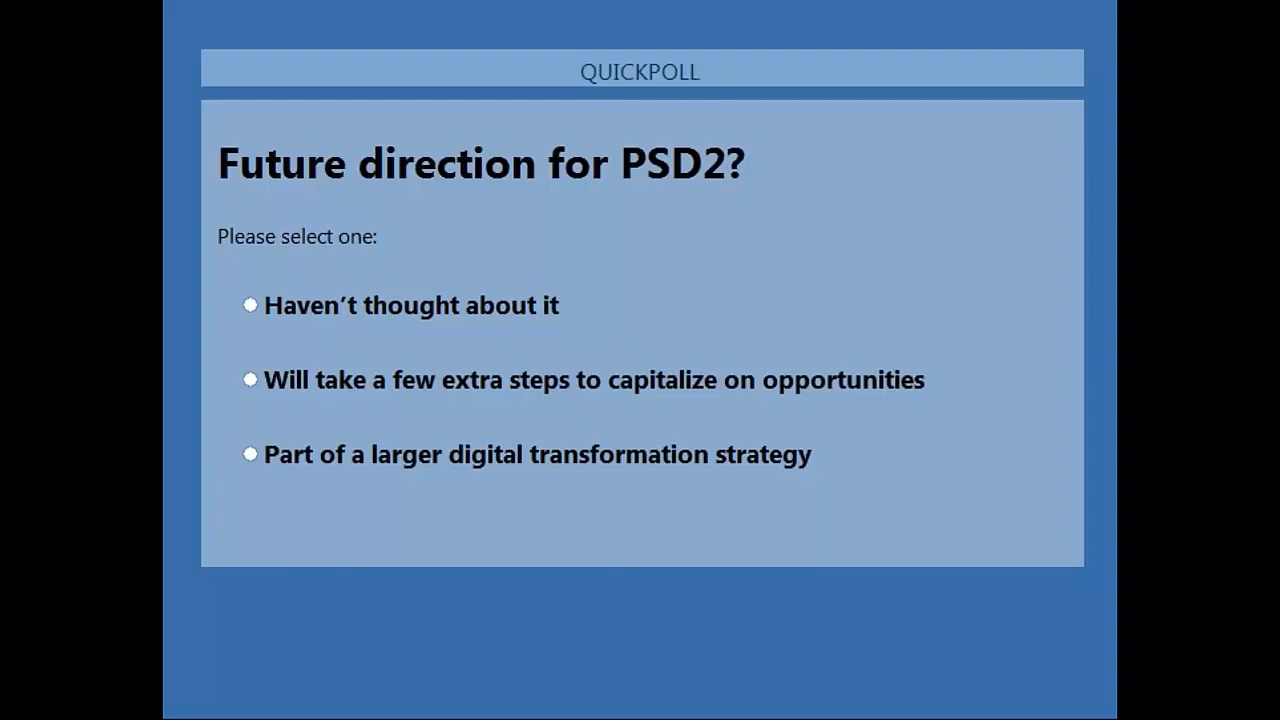 QUICKPOLL
Future direction for PSD2?
Please select one:
Haven’t thought about it
Will take a few extra steps to capitalize on opportunities
Part of a larger digital transformation strategy